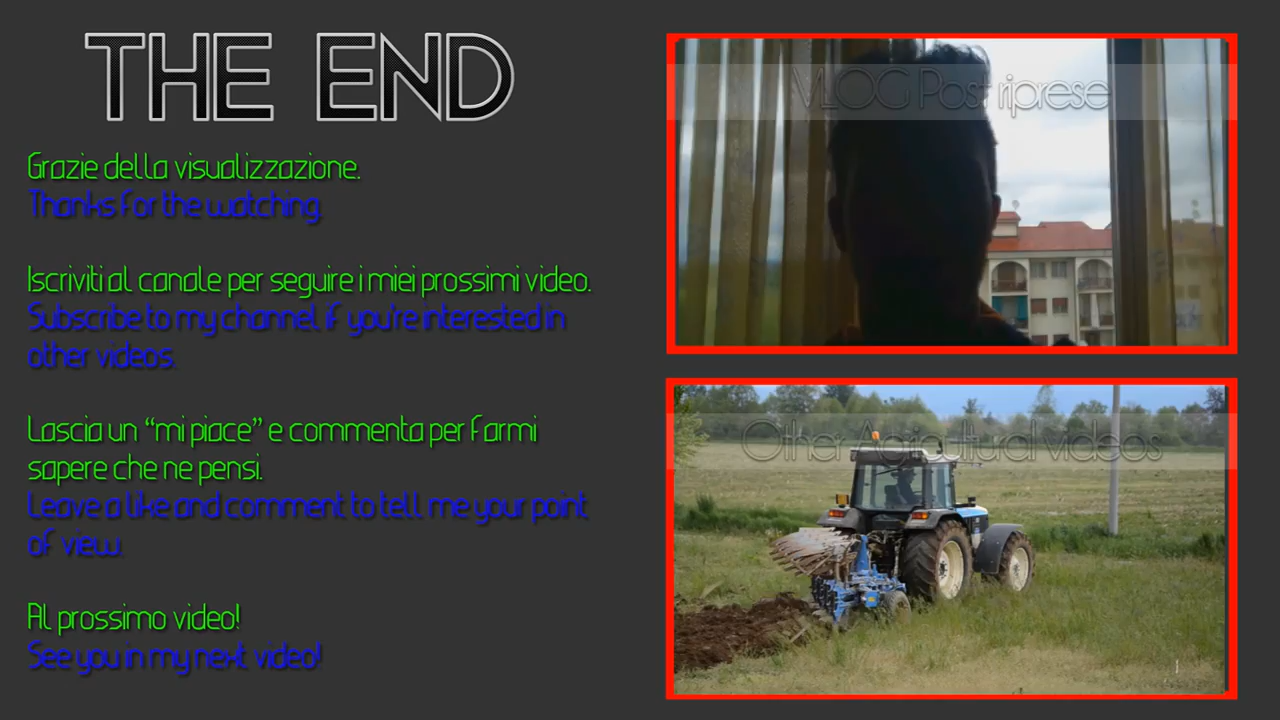 THE END
Grazie della visualizzazione.
Thanks for the watching.
Iscriviti al canale per seguire i miei prossimi video.
Subscribe to my channel if you're interested in
other videos.
Lascia un “mi piace” e commenta per farmi
sapere che ne pensi.
Leave a like and comment to tell me your point
of view.
Al prossimo video!
See you in my next video!
VLOG Post riprese
Other Agricultural videos